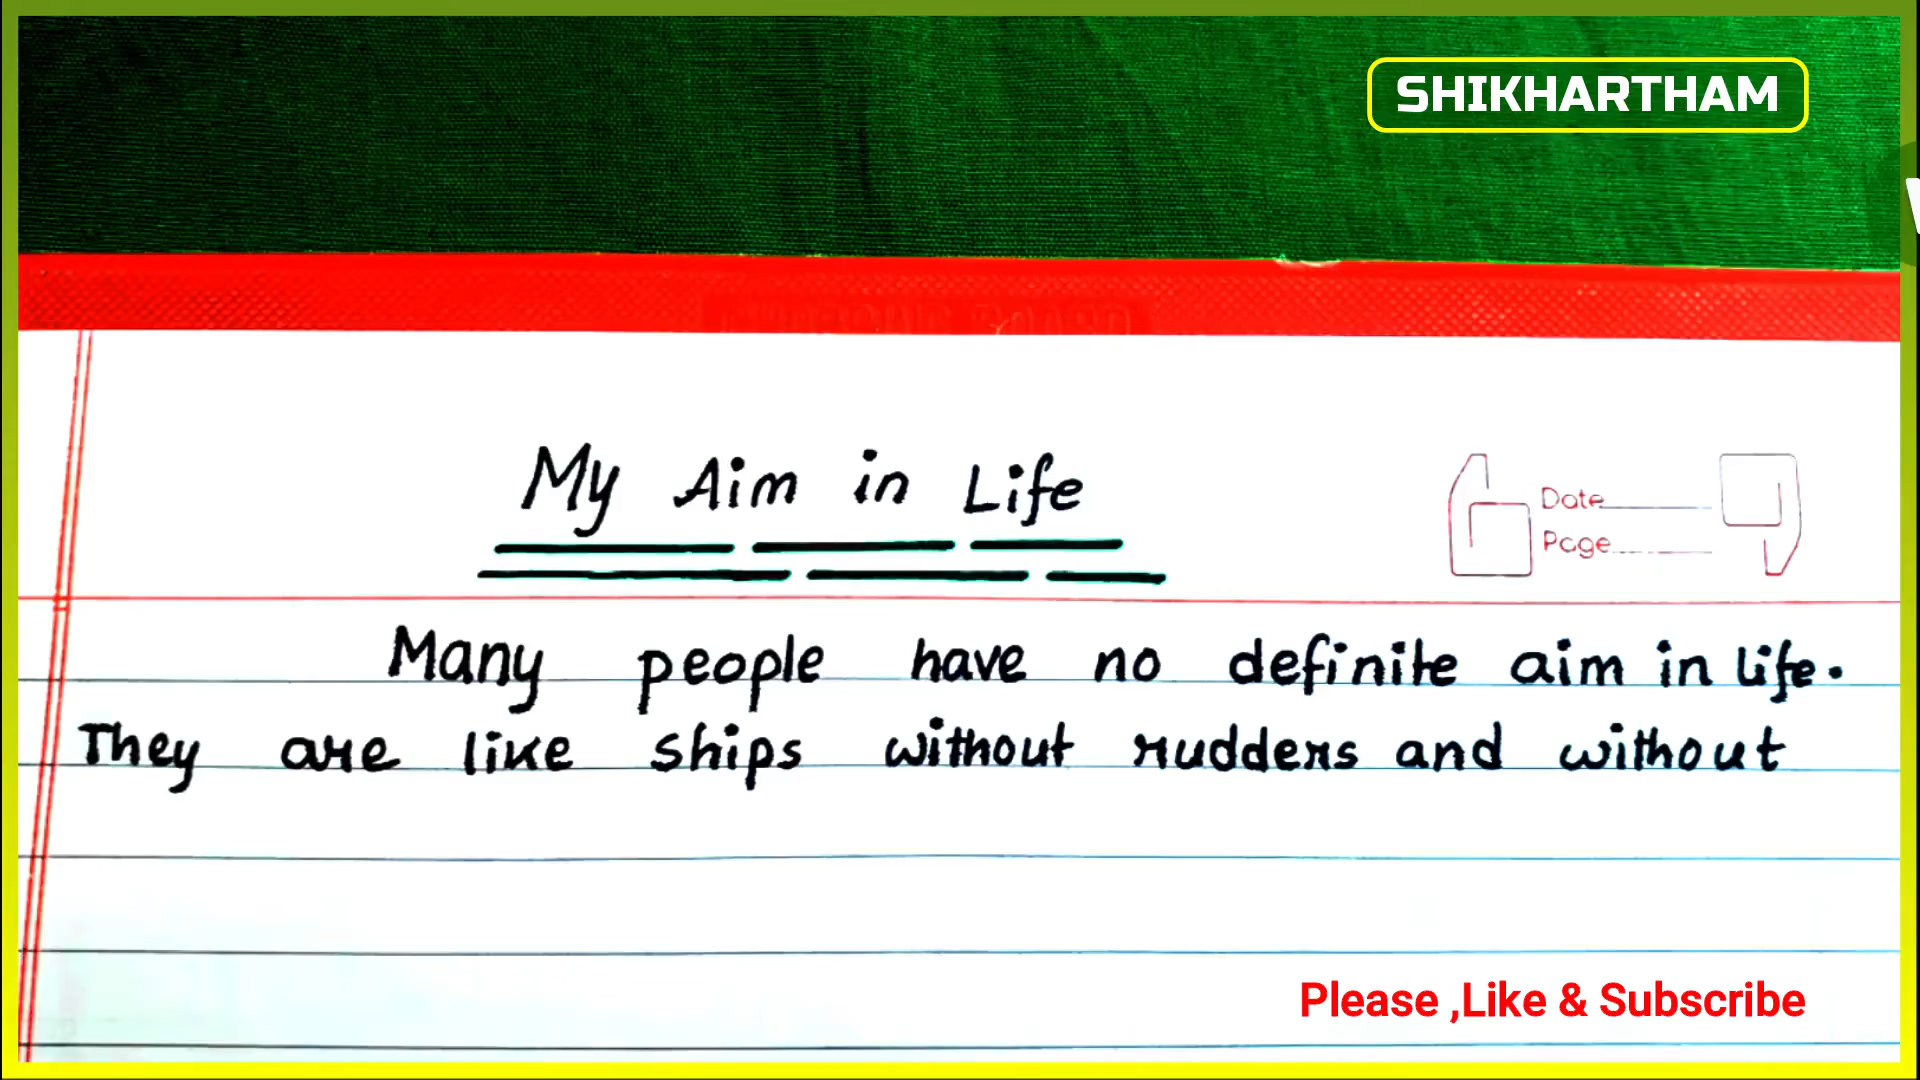 SHIKHARTHAM
My Aim in Life
Date
Page
Many people have no definite aim in life.
They are like ships without rudders and without
Please ,Like & Subscribe